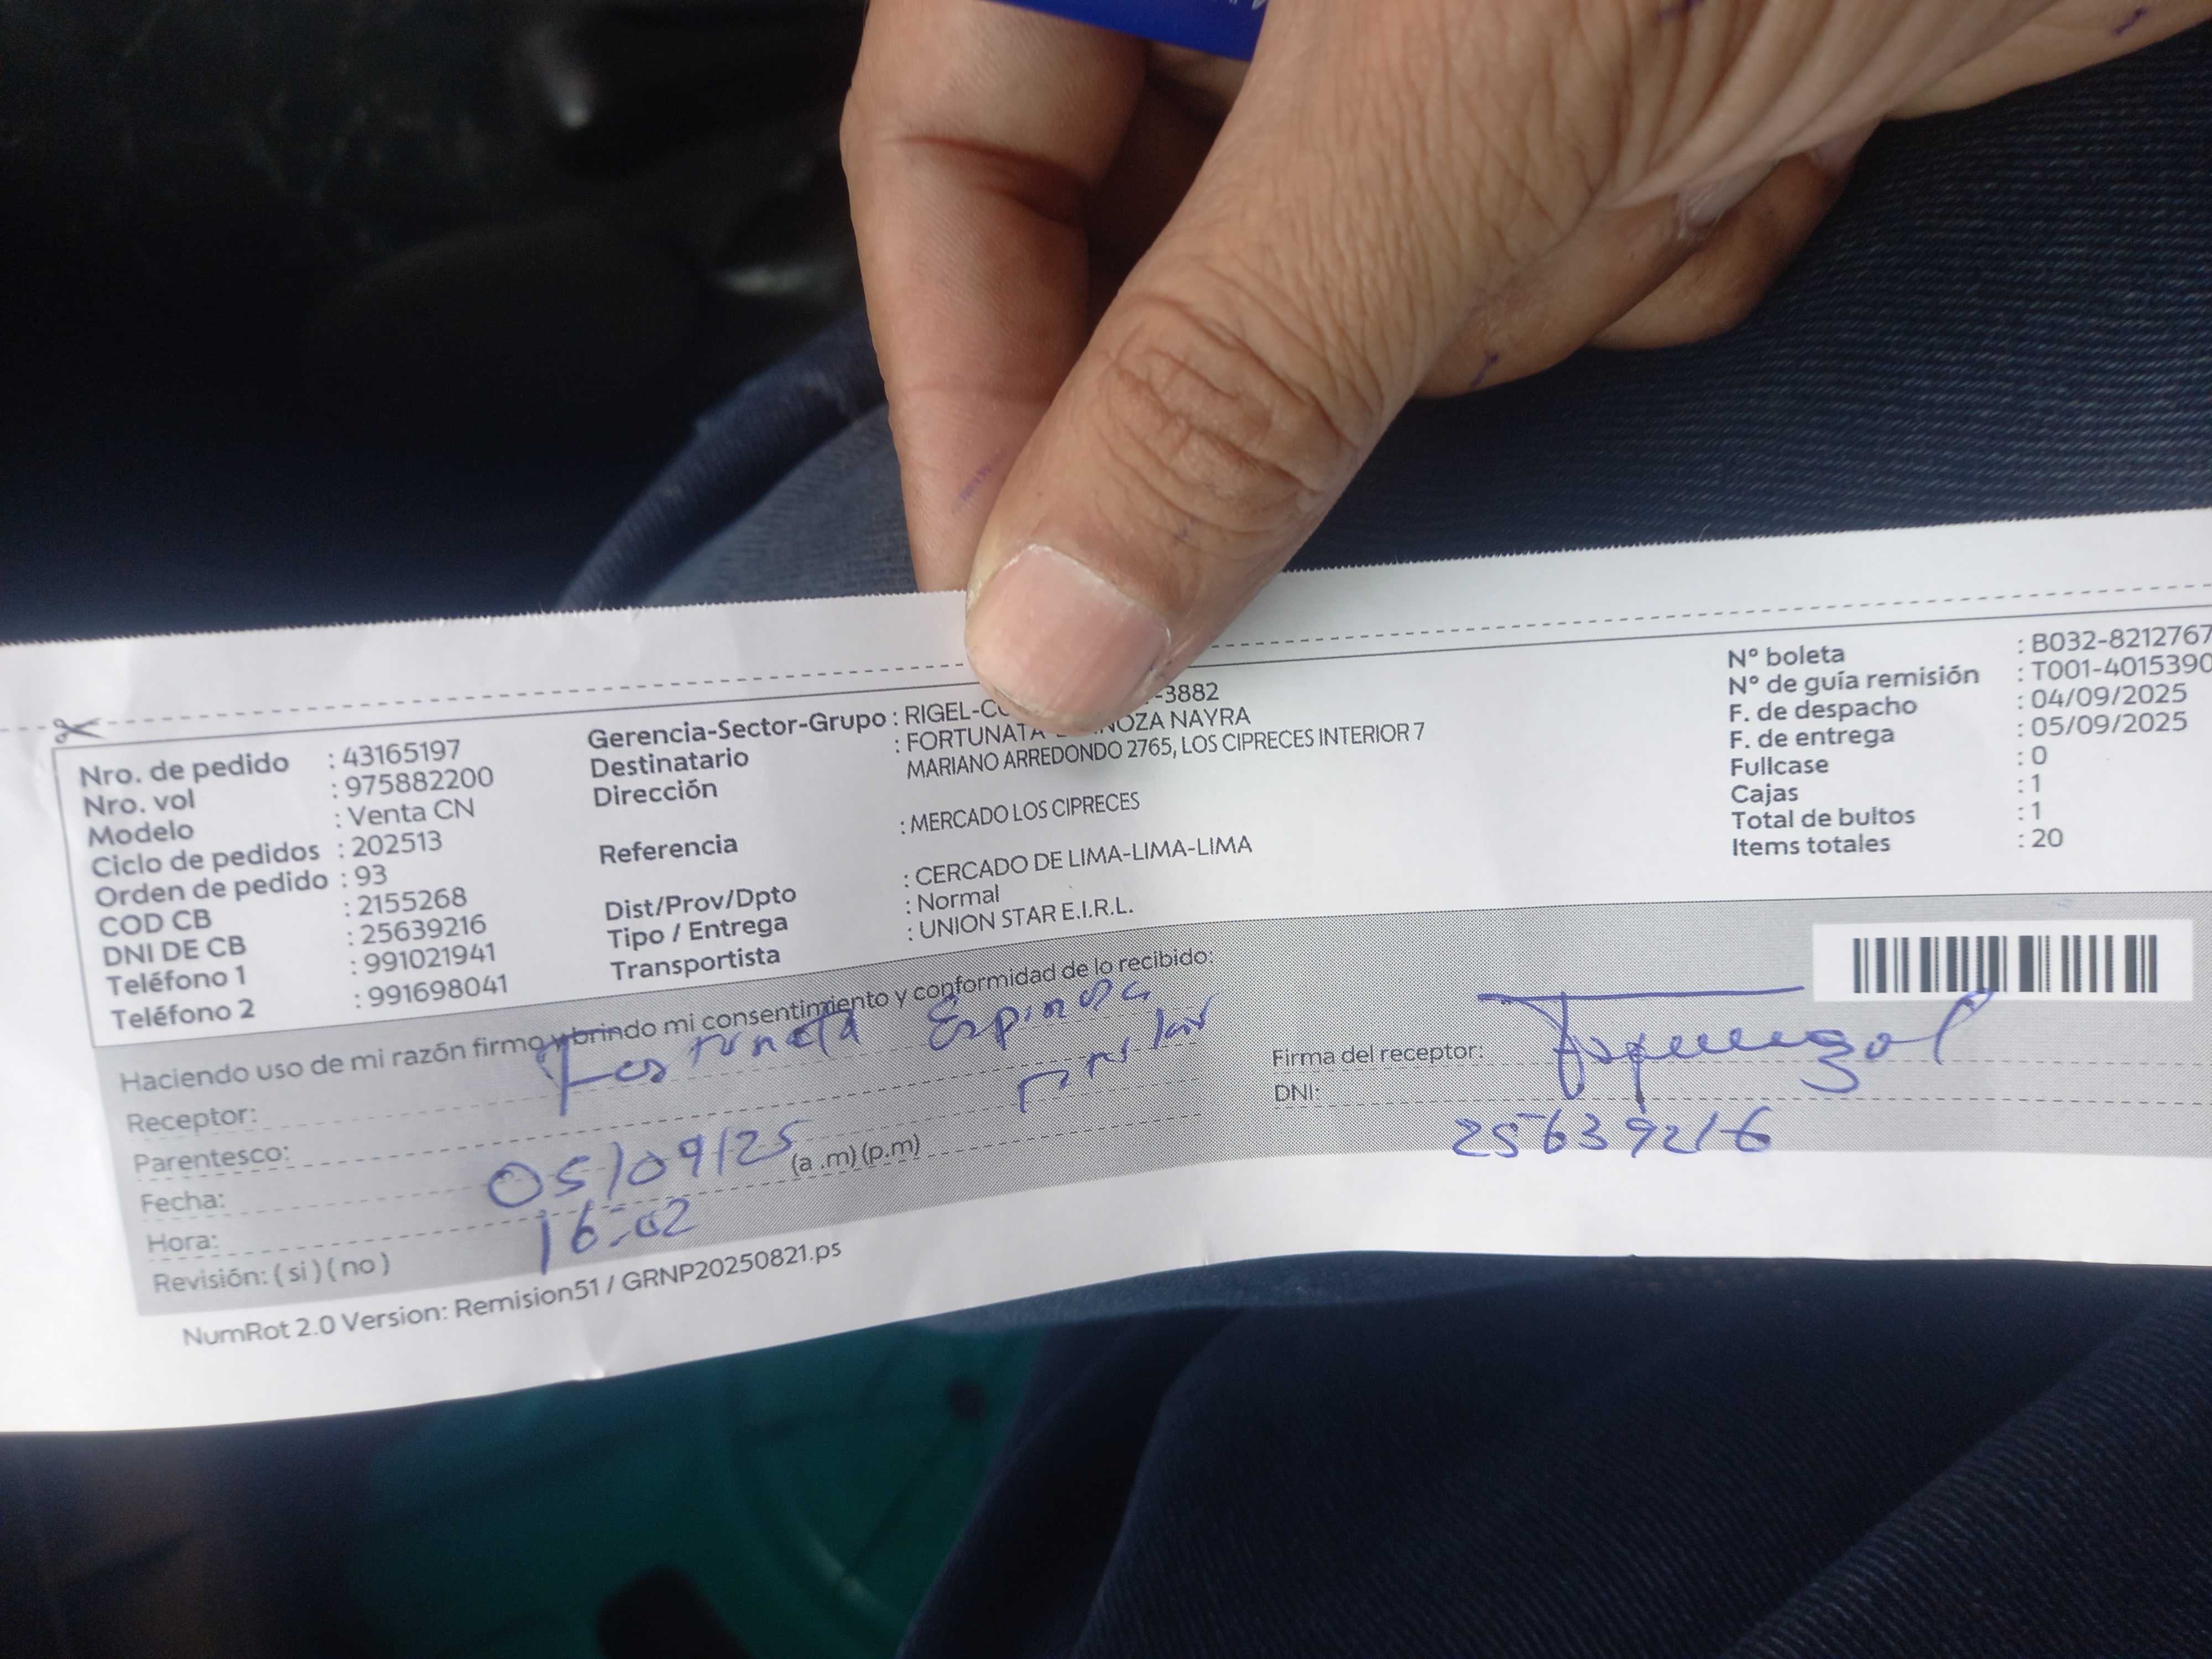 Nro. de pedido : 43165197
Nro. vol : 975882200
Modelo : Venta CN
Ciclo de pedidos : 202513
Orden de pedido : 93
COD CB : 2155268
DNI DE CB : 25639216
Teléfono 1 : 991021941
Teléfono 2 : 991698041
Gerencia-Sector-Grupo : RIGEL- -3882
Destinatario : FORTUNATA NAYRA
Dirección MARIANO ARREDONDO 2765, LOS CIPRECES INTERIOR 7
Referencia : MERCADO LOS CIPRECES
Dist/Prov/Dpto : CERCADO DE LIMA-LIMA-LIMA
Tipo / Entrega : Normal
Transportista : UNION STAR E.I.R.L.
N° boleta : B032-8212767
N° de guía remisión : T001-4015390
F. de despacho : 04/09/2025
F. de entrega : 05/09/2025
Fullcase : 0
Cajas : 1
Total de bultos : 1
Items totales : 20
Haciendo uso de mi razón firmo y brindo mi consentimiento y conformidad de lo recibido:
Receptor: Fortunata Espinoza
Parentesco:
Fecha: 05/09/25
Hora: 16:02 (a .m) (p.m)
Revisión: ( si ) ( no )
Firma del receptor:
DNI: 25639216
NumRot 2.0 Version: Remision51 / GRNP20250821.ps